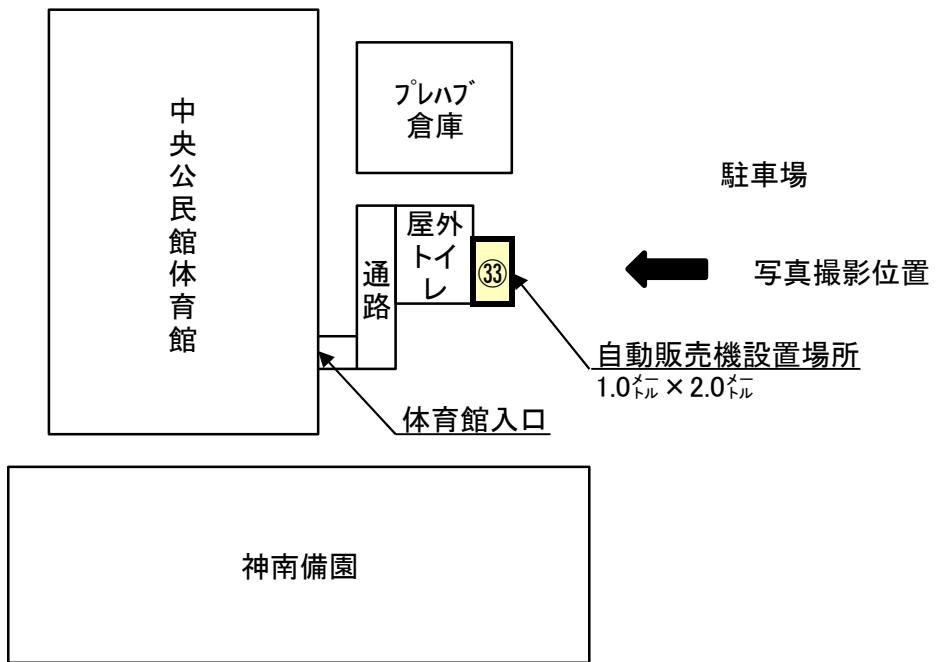 中央公民館体育館
ﾌﾟﾚﾊﾌﾞ
倉庫
駐車場
屋外
トイ
レ
通路
㉝
写真撮影位置
自動販売機設置場所
1.0㍍×2.0㍍
体育館入口
神南備園